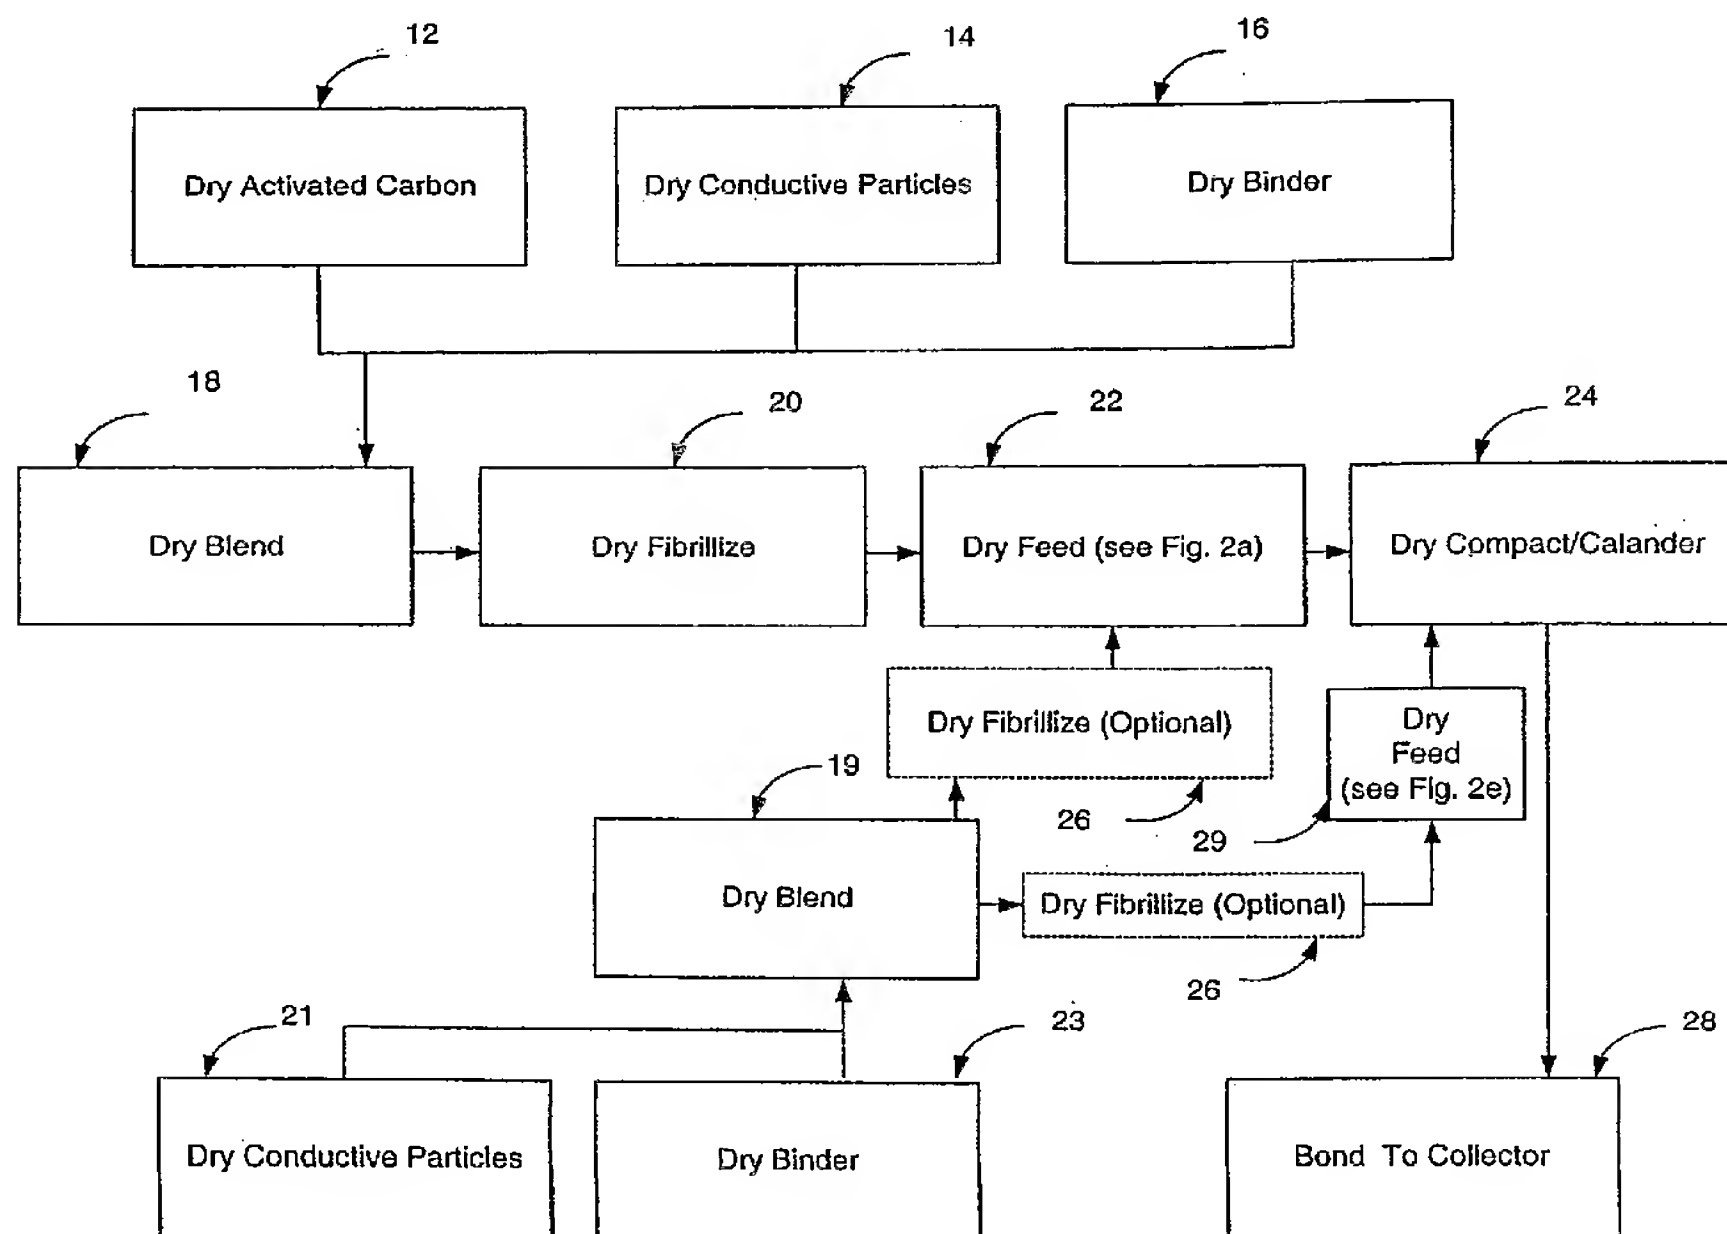 12
14
16
Dry Activated Carbon
Dry Conductive Particles
Dry Binder
18
20
22
24
Dry Blend
Dry Fibrillize
Dry Feed (see Fig. 2a)
Dry Compact/Calander
Dry Fibrillize (Optional)
26
Dry
Feed
(see Fig. 2e)
29
19
Dry Blend
Dry Fibrillize (Optional)
26
21
23
28
Dry Conductive Particles
Dry Binder
Bond To Collector